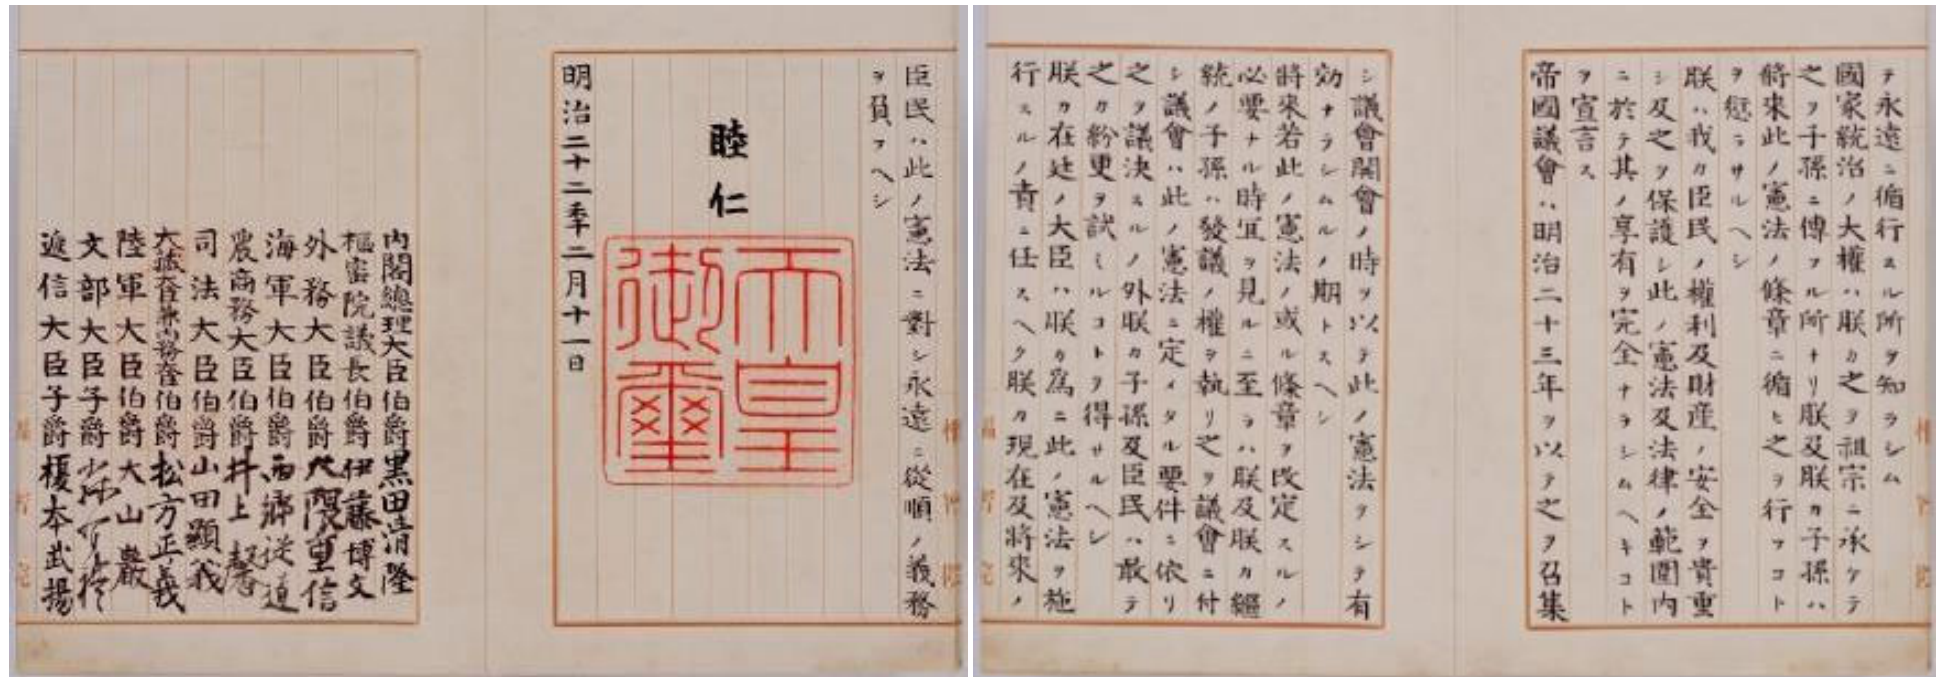 テ永遠ニ循行スル所ヲ知ラシム
國家統治ノ大權ハ朕カ之ヲ祖宗ニ承ケテ
之ヲ子孫ニ傳フル所ナリ朕及朕カ子孫ハ
將來此ノ憲法ノ條章ニ循ヒ之ヲ行フコト
ヲ愆ラサルヘシ
朕ハ我カ臣民ノ權利及財産ノ安全ヲ貴重
シ及之ヲ保護シ此ノ憲法及法律ノ範圍内
ニ於テ其ノ享有ヲ完全ナラシムヘキコト
ヲ宣言ス
帝國議會ハ明治二十三年ヲ以テ之ヲ召集
シ議會開會ノ時ヲ以テ此ノ憲法ヲシテ有
効ナラシムルノ期トスヘシ
將來若此ノ憲法ノ或ル條章ヲ改定スルノ
必要ナル時宜ヲ見ルニ至ラハ朕及朕カ繼
統ノ子孫ハ發議ノ權ヲ執リ之ヲ議會ニ付
シ議會ハ此ノ憲法ニ定メタル要件ニ依リ
之ヲ議決スルノ外朕カ子孫及臣民ハ敢テ
之カ紛更ヲ試ミルコトヲ得サルヘシ
朕カ在廷ノ大臣ハ朕カ爲ニ此ノ憲法ヲ施
行スルノ責ニ任スヘク朕カ現在及將來ノ
臣民ハ此ノ憲法ニ對シ永遠ニ從順ノ義務
ヲ負フヘシ
睦仁
天皇
御璽
明治二十二季二月十一日
内閣總理大臣伯爵黒田清隆
樞密院議長伯爵伊藤博文
外務大臣伯爵大隈重信
海軍大臣伯爵西郷従道
農商務大臣伯爵井上馨
司法大臣伯爵山田顯義
大藏大臣兼内務大臣伯爵松方正義
陸軍大臣伯爵大山巖
文部大臣子爵森有禮
遞信大臣子爵榎本武揚